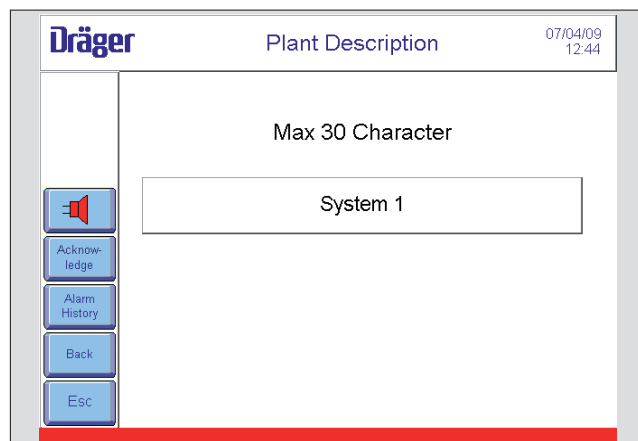 Dräger
Plant Description
07/04/09
12:44
Max 30 Character
System 1
Acknow-
ledge
Alarm
History
Back
Esc